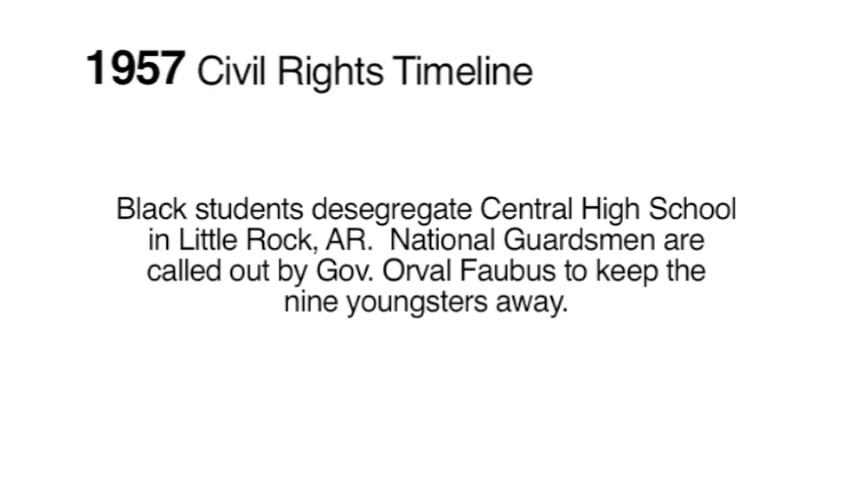 1957 Civil Rights Timeline
Black students desegregate Central High School
in Little Rock, AR.  National Guardsmen are
called out by Gov. Orval Faubus to keep the
nine youngsters away.